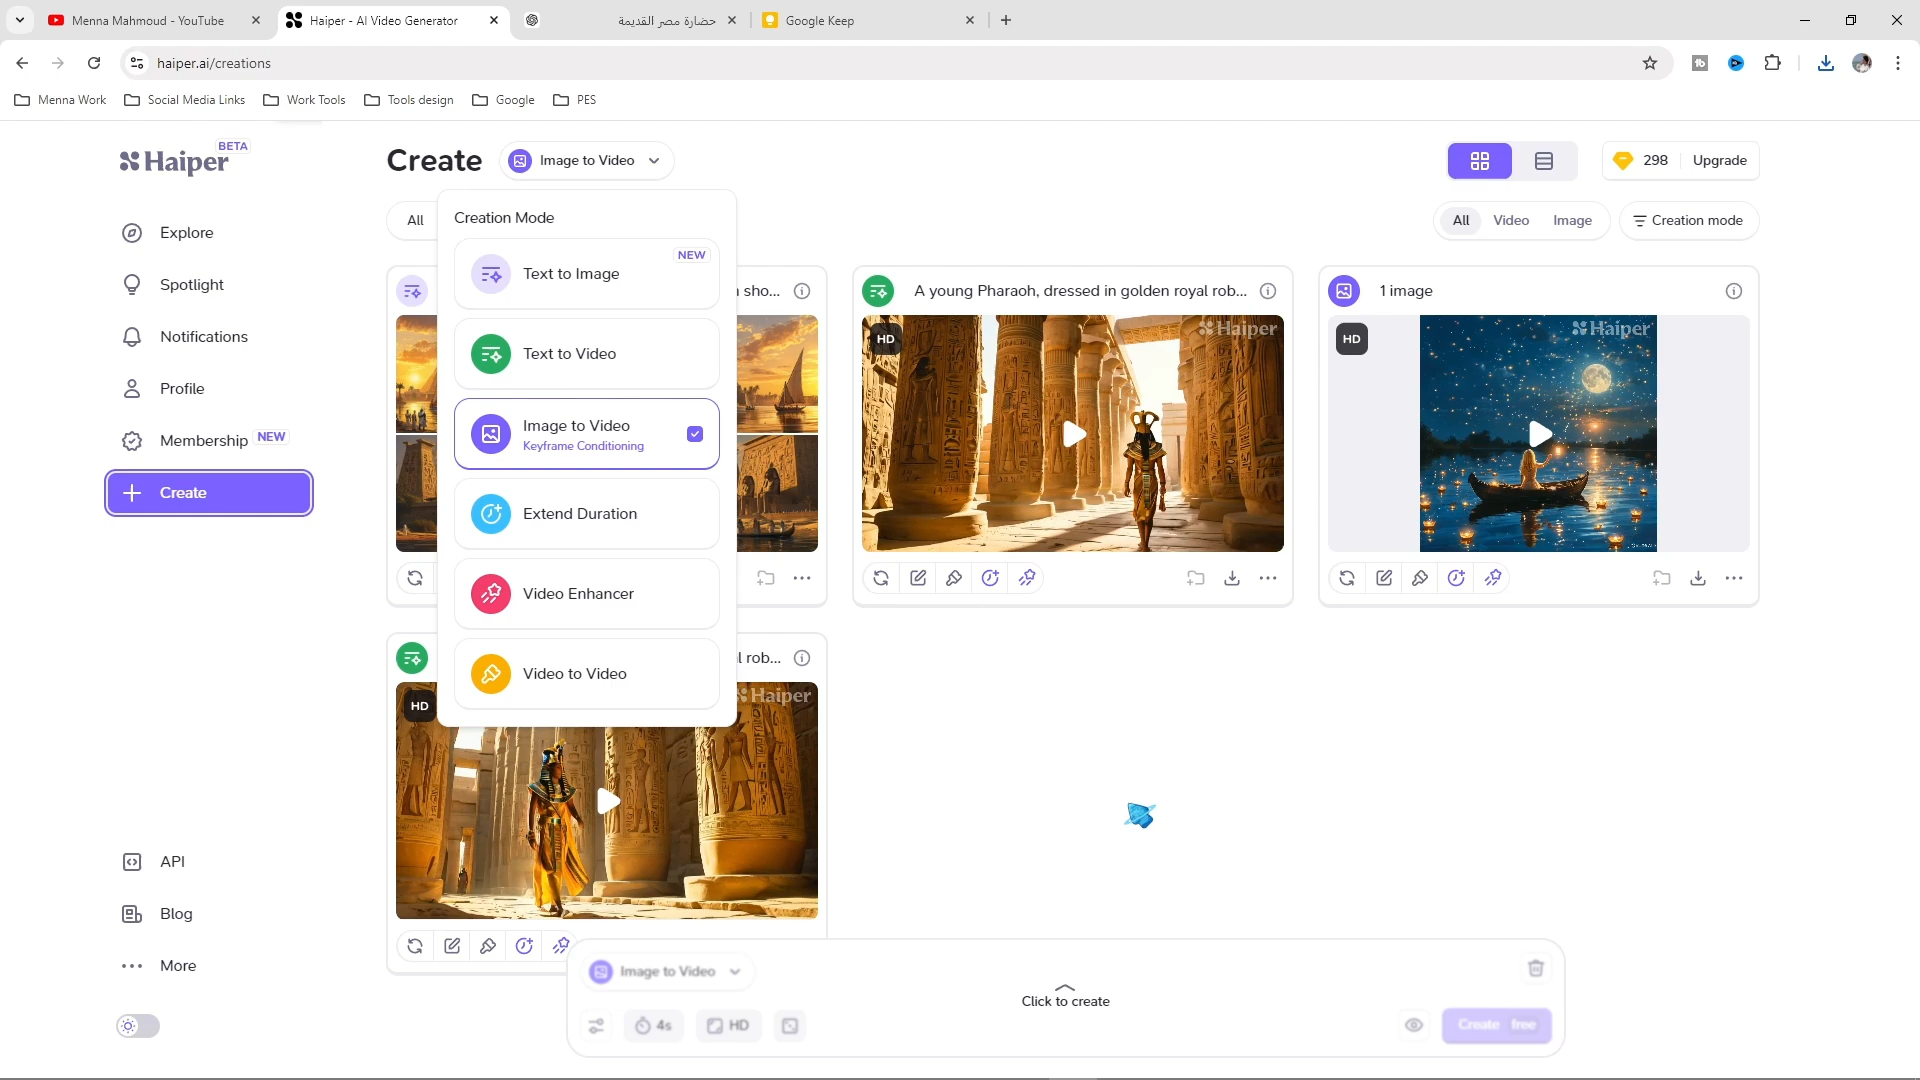 Menna Mahmoud - YouTube
Haiper - AI Video Generator
حضارة مصر القديمة
Google Keep
haiper.ai/creations
Menna Work
Social Media Links
Work Tools
Tools design
Google
PES
Haiper
BETA
Explore
Spotlight
Notifications
Profile
Membership
NEW
Create
API
Blog
More
Create
Image to Video
298
Upgrade
All
All
Video
Image
Creation mode
Creation Mode
Text to Image
NEW
Text to Video
Image to Video
Keyframe Conditioning
Extend Duration
Video Enhancer
Video to Video
n sho...
A young Pharaoh, dressed in golden royal rob...
HD
Haiper
1 image
HD
Haiper
l rob...
HD
Haiper
Image to Video
Click to create
4s
HD
Create free